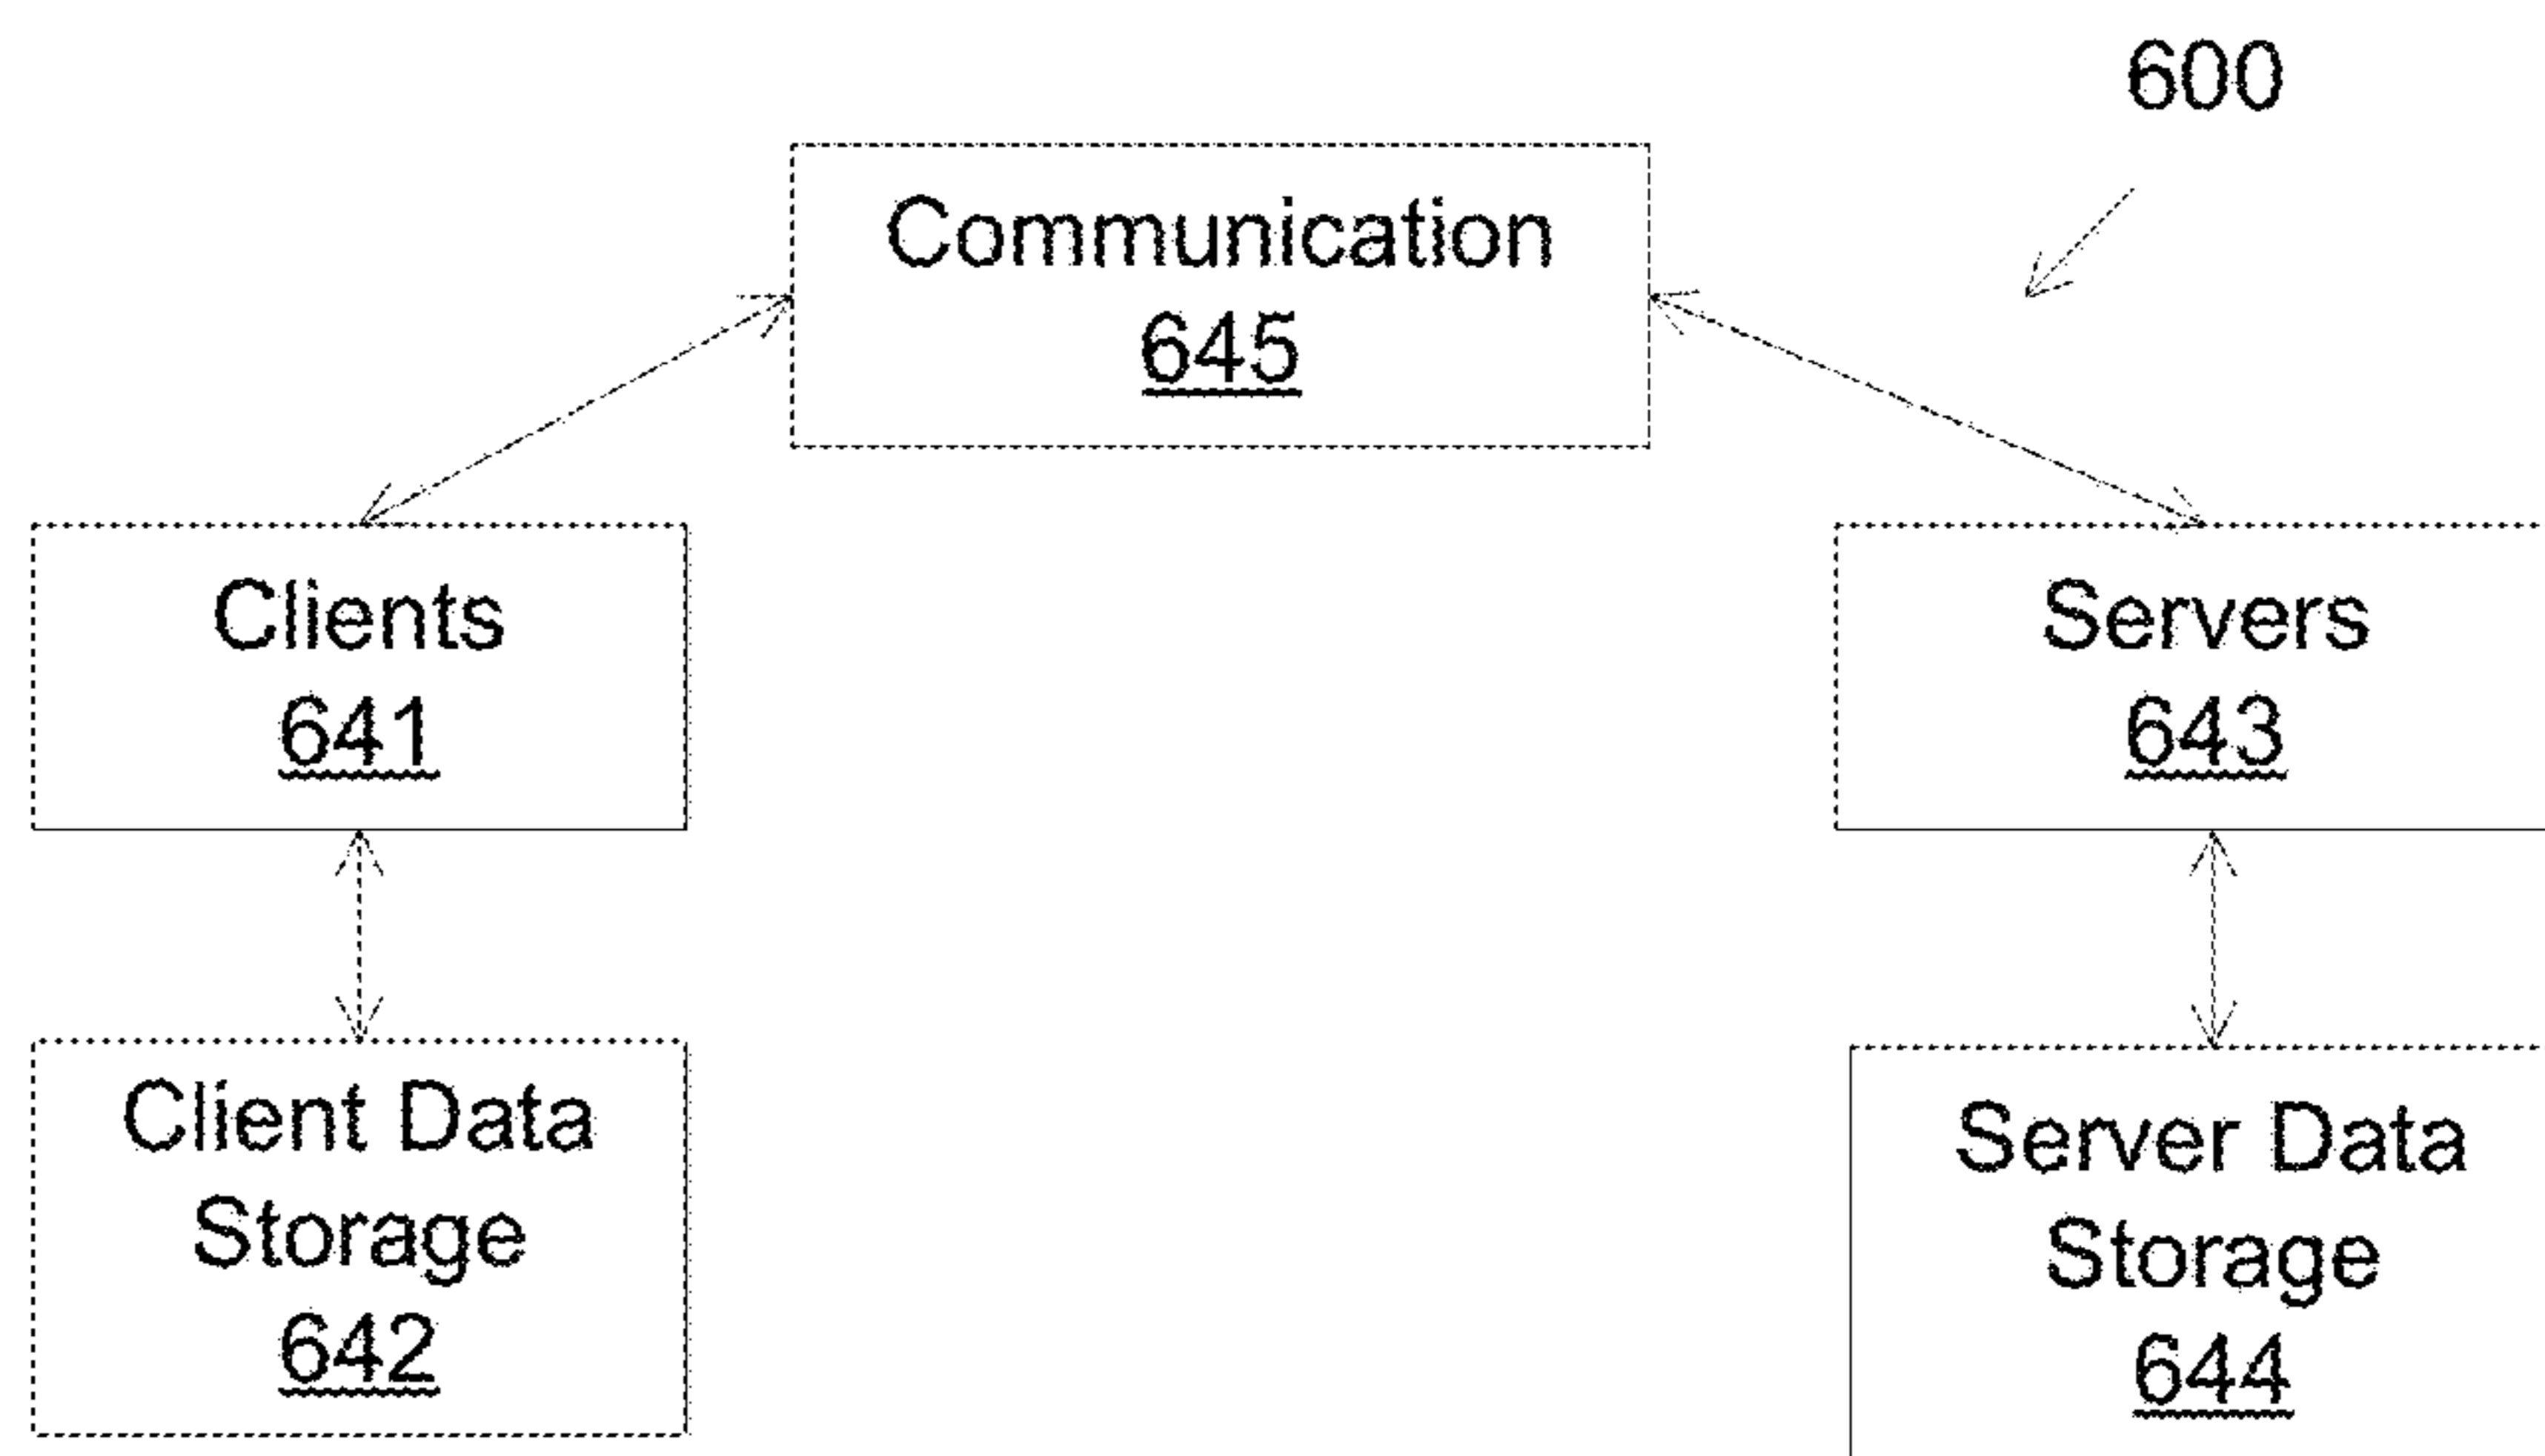 600
Communication
645
Clients
641
Servers
643
Client Data
Storage
642
Server Data
Storage
644